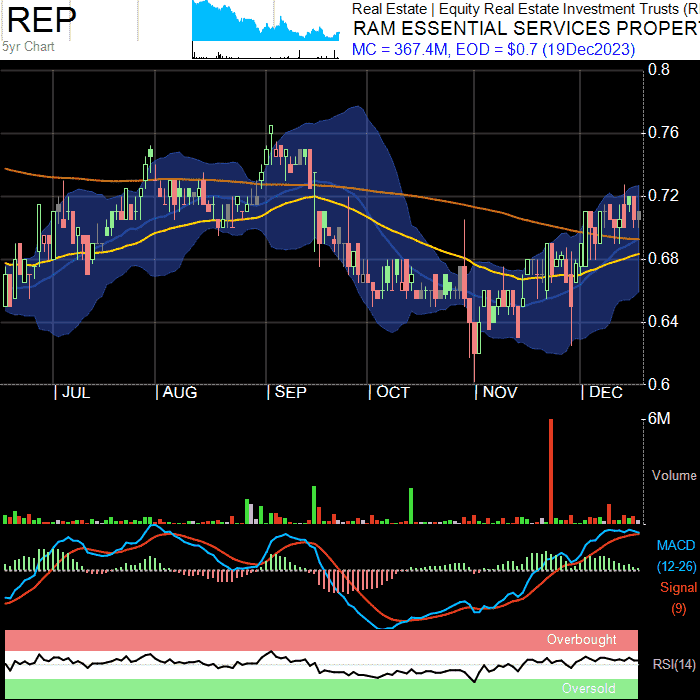 REP
5yr Chart
Real Estate | Equity Real Estate Investment Trusts (R
RAM ESSENTIAL SERVICES PROPER
MC = 367.4M, EOD = $0.7 (19Dec2023)
0.8
0.76
0.72
0.68
0.64
0.6
| JUL | AUG | SEP | OCT | NOV | DEC
6M
Volume
MACD
(12-26)
Signal
(9)
Overbought
RSI(14)
Oversold